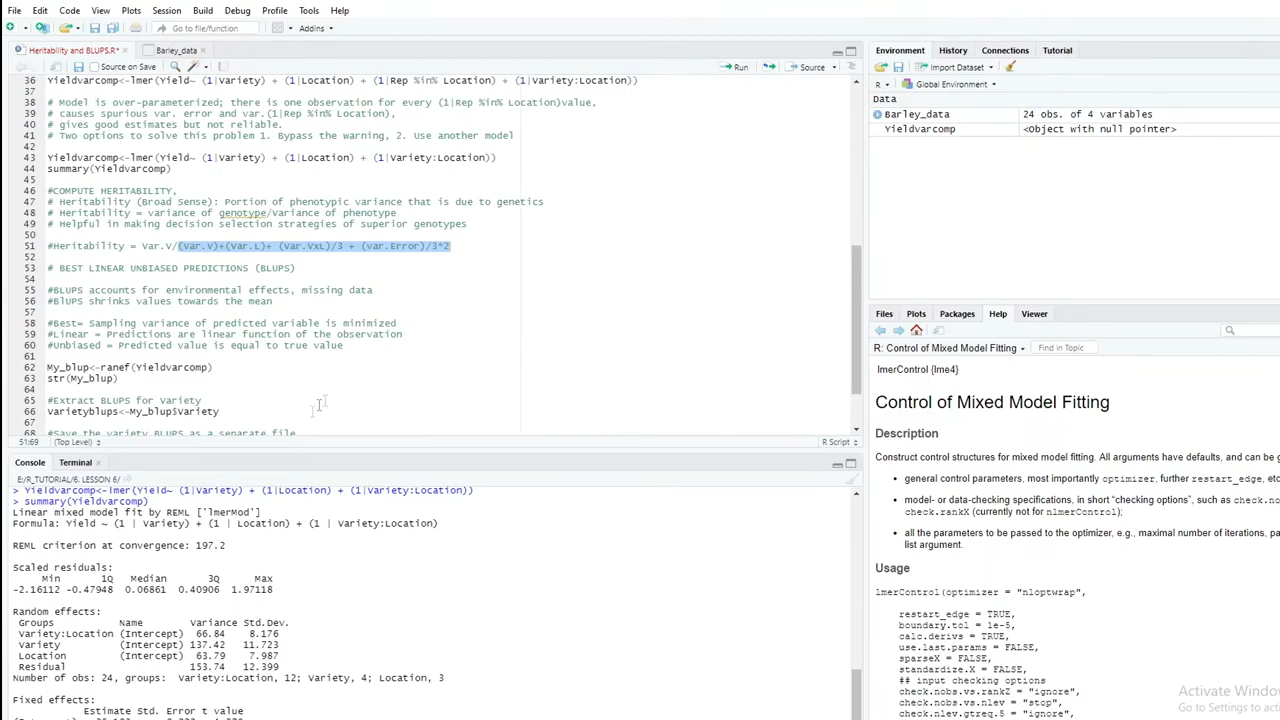 File Edit Code View Plots Session Build Debug Profile Tools Help
Go to file/function Addins
Heritability and BLUPS.R* Barley_data
Source on Save Run Source
36 Yieldvarcomp<-lmer(Yield~ (1|Variety) + (1|Location) + (1|Rep %in% Location) + (1|Variety:Location))
37
38 # Model is over-parameterized; there is one observation for every (1|Rep %in% Location)value,
39 # causes spurious var. error and var.(1|Rep %in% Location),
40 # gives good estimates but not reliable.
41 # Two options to solve this problem 1. Bypass the warning, 2. Use another model
42
43 Yieldvarcomp<-lmer(Yield~ (1|Variety) + (1|Location) + (1|Variety:Location))
44 summary(Yieldvarcomp)
45
46 #COMPUTE HERITABILITY,
47 # Heritability (Broad Sense): Portion of phenotypic variance that is due to genetics
48 # Heritability = variance of genotype/Variance of phenotype
49 # Helpful in making decision selection strategies of superior genotypes
50
51 #Heritability = Var.V/(Var.V)+(Var.L)+ (Var.VxL)/3 + (var.Error)/3*2
52
53 # BEST LINEAR UNBIASED PREDICTIONS (BLUPS)
54
55 #BLUPS accounts for environmental effects, missing data
56 #BlUPS shrinks values towards the mean
57
58 #Best= Sampling variance of predicted variable is minimized
59 #Linear = Predictions are linear function of the observation
60 #Unbiased = Predicted value is equal to true value
61
62 My_blup<-ranef(Yieldvarcomp)
63 str(My_blup)
64
65 #Extract BLUPS for Variety
66 Varietyblups<-My_blup$Variety
67
68 #Save the variety BLUPS as a separate file
51:69 (Top Level) R Script
Console Terminal
E:/R_TUTORIAL/6. LESSON 6/
> Yieldvarcomp<-lmer(Yield~ (1|Variety) + (1|Location) + (1|Variety:Location))
> summary(Yieldvarcomp)
Linear mixed model fit by REML ['lmerMod']
Formula: Yield ~ (1 | Variety) + (1 | Location) + (1 | Variety:Location)
REML criterion at convergence: 197.2
Scaled residuals:
Min 1Q Median 3Q Max
-2.16112 -0.47948 0.06861 0.40906 1.97118
Random effects:
Groups Name Variance Std.Dev.
Variety:Location (Intercept) 66.84 8.176
Variety (Intercept) 137.42 11.723
Location (Intercept) 63.79 7.987
Residual 153.74 12.399
Number of obs: 24, groups: Variety:Location, 12; Variety, 4; Location, 3
Fixed effects:
Estimate Std. Error t value
Environment History Connections Tutorial
Import Dataset
R Global Environment
Data
Barley_data 24 obs. of 4 variables
Yieldvarcomp <Object with null pointer>
Files Plots Packages Help Viewer
R: Control of Mixed Model Fitting Find in Topic
lmerControl {lme4}
Control of Mixed Model Fitting
Description
Construct control structures for mixed model fitting. All arguments have defaults, and can be g
general control parameters, most importantly optimizer, further restart_edge, etc
model- or data-checking specifications, in short "checking options", such as check.no
check.rankX (currently not for nlmerControl);
all the parameters to be passed to the optimizer, e.g., maximal number of iterations, pa
list argument.
Usage
lmerControl(optimizer = "nloptwrap",
restart_edge = TRUE,
boundary.tol = 1e-5,
calc.derivs = TRUE,
use.last.params = FALSE,
sparseX = FALSE,
standardize.X = FALSE,
## input checking options
check.nobs.vs.rankZ = "ignore",
check.nobs.vs.nlev = "stop",
check.nlev.gtreq.5 = "ignore",
Activate Window
Go to Settings to acti